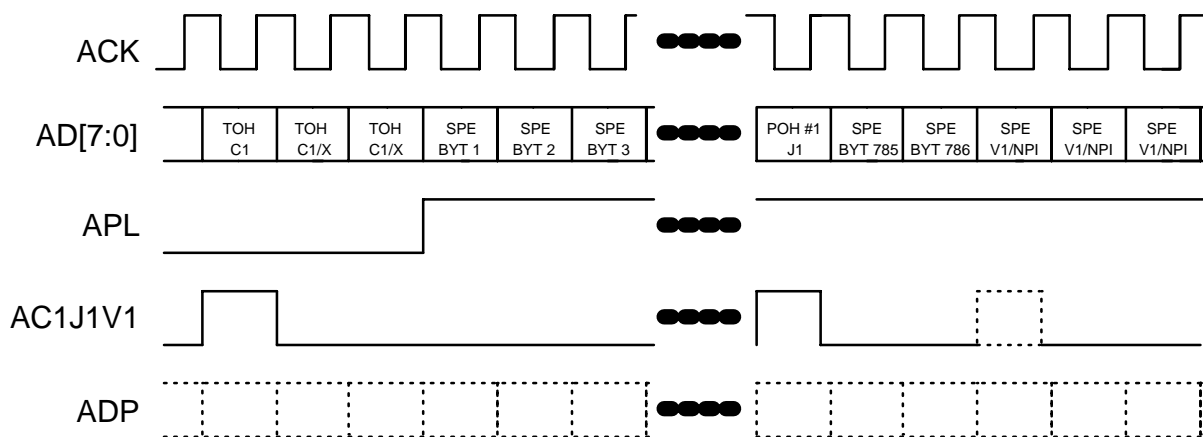 ACK
AD[7:0]
TOH C1
TOH C1/X
TOH C1/X
SPE BYT 1
SPE BYT 2
SPE BYT 3
POH #1 J1
SPE BYT 785
SPE BYT 786
SPE V1/NPI
SPE V1/NPI
SPE V1/NPI
APL
AC1J1V1
ADP